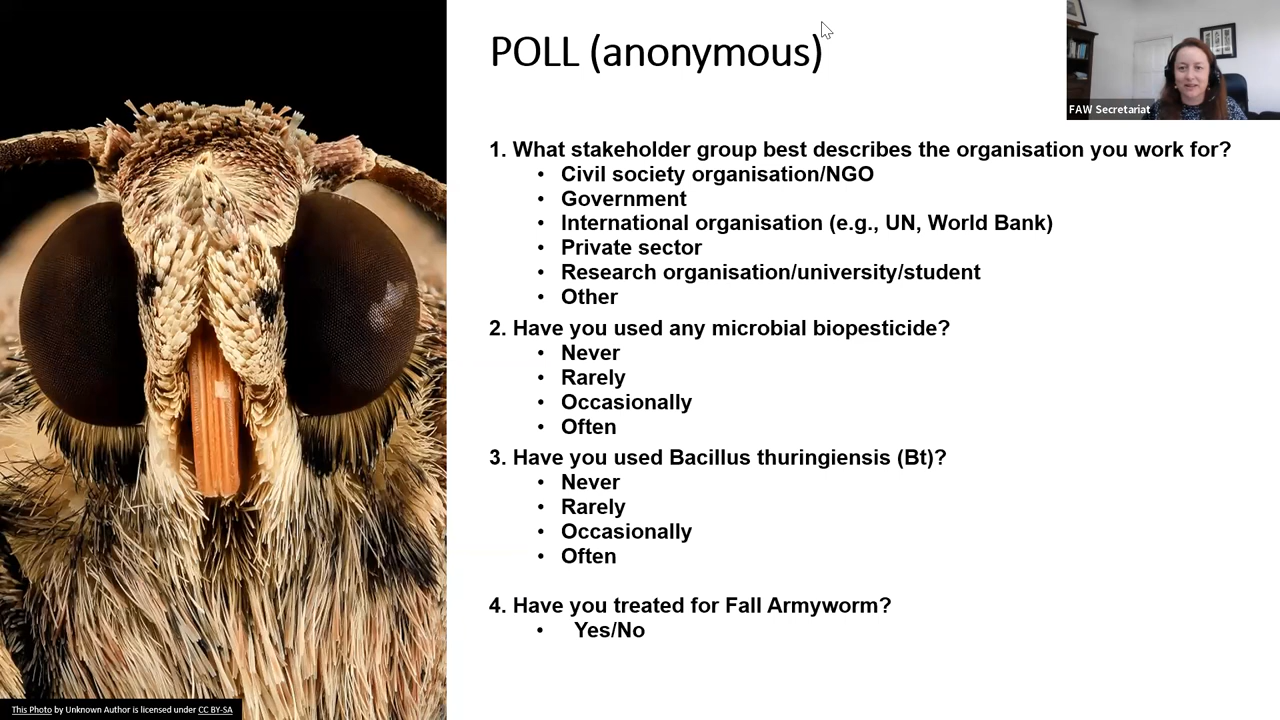 POLL (anonymous)
FAW Secretariat
1. What stakeholder group best describes the organisation you work for?
• Civil society organisation/NGO
• Government
• International organisation (e.g., UN, World Bank)
• Private sector
• Research organisation/university/student
• Other
2. Have you used any microbial biopesticide?
• Never
• Rarely
• Occasionally
• Often
3. Have you used Bacillus thuringiensis (Bt)?
• Never
• Rarely
• Occasionally
• Often
4. Have you treated for Fall Armyworm?
• Yes/No
This Photo by Unknown Author is licensed under CC BY-SA